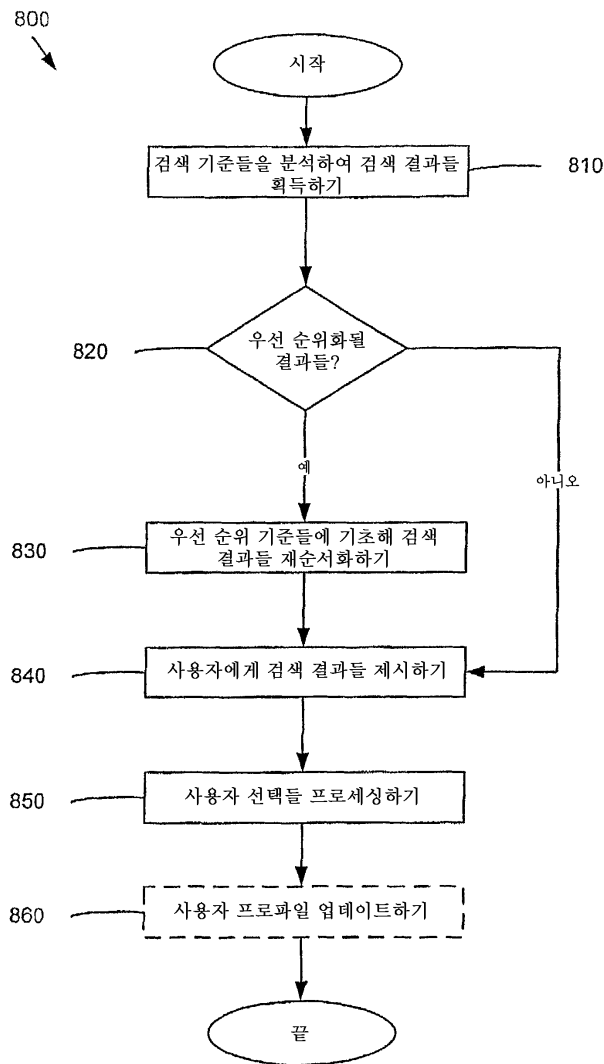 800
시작
검색 기준들을 분석하여 검색 결과들
획득하기
810
820
우선 순위화될
결과들?
예
아니오
830
우선 순위 기준들에 기초해 검색
결과들 재순서화하기
840
사용자에게 검색 결과들 제시하기
850
사용자 선택들 프로세싱하기
860
사용자 프로파일 업데이트하기
끝